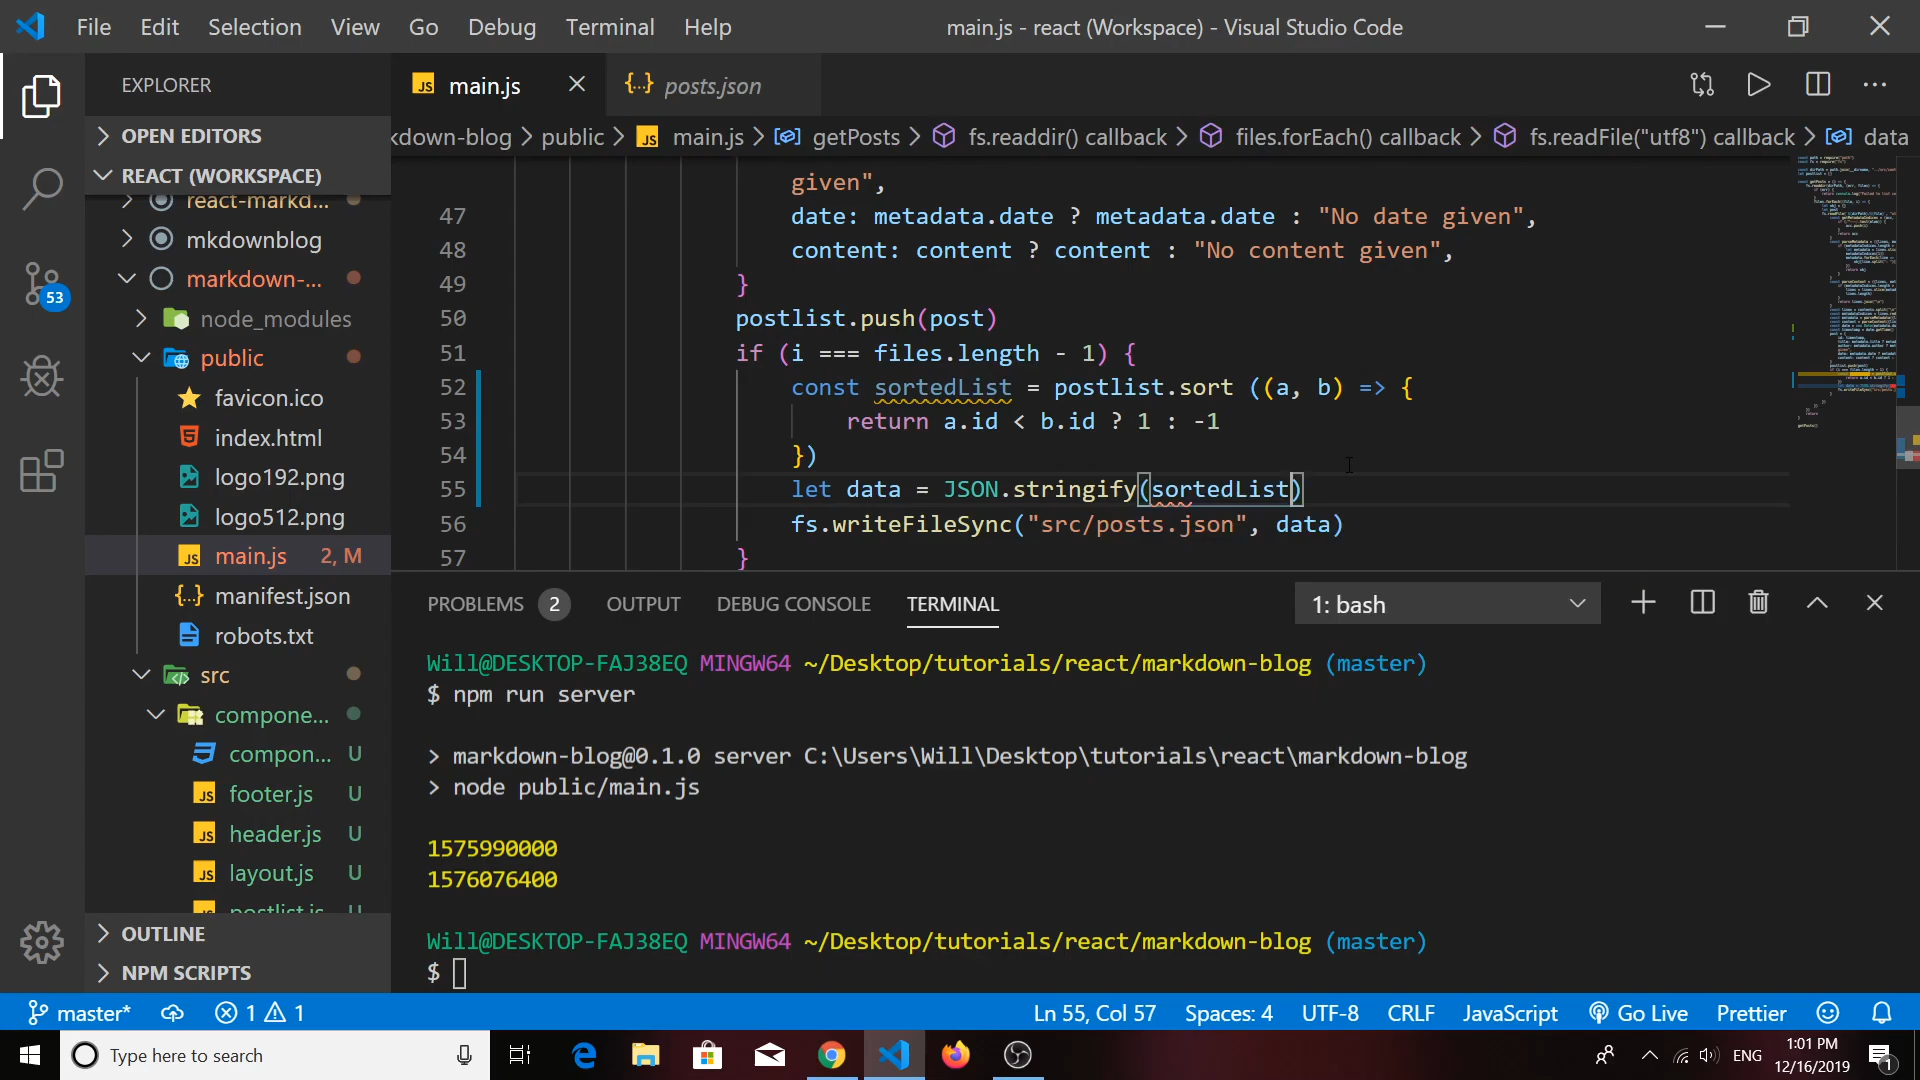 File Edit Selection View Go Debug Terminal Help
main.js - react (Workspace) - Visual Studio Code
EXPLORER
main.js
posts.json
OPEN EDITORS
kdown-blog > public > main.js > getPosts > fs.readdir() callback > files.forEach() callback > fs.readFile("utf8") callback > data
REACT (WORKSPACE)
react-markd...
mkdownblog
markdown-...
node_modules
public
favicon.ico
index.html
logo192.png
logo512.png
main.js 2, M
manifest.json
robots.txt
src
compone...
compon... U
footer.js U
header.js U
layout.js U
postlist.js U
OUTLINE
NPM SCRIPTS
53
given",
47 date: metadata.date ? metadata.date : "No date given",
48 content: content ? content : "No content given",
49 }
50 postlist.push(post)
51 if (i === files.length - 1) {
52 const sortedList = postlist.sort ((a, b) => {
53 return a.id < b.id ? 1 : -1
54 })
55 let data = JSON.stringify(sortedList)
56 fs.writeFileSync("src/posts.json", data)
57 }
PROBLEMS 2 OUTPUT DEBUG CONSOLE TERMINAL
1: bash
Will@DESKTOP-FAJ38EQ MINGW64 ~/Desktop/tutorials/react/markdown-blog (master)
$ npm run server
> markdown-blog@0.1.0 server C:\Users\Will\Desktop\tutorials\react\markdown-blog
> node public/main.js
1575990000
1576076400
Will@DESKTOP-FAJ38EQ MINGW64 ~/Desktop/tutorials/react/markdown-blog (master)
$
master* 1 1
Ln 55, Col 57 Spaces: 4 UTF-8 CRLF JavaScript Go Live Prettier
Type here to search
ENG
1:01 PM
12/16/2019
1